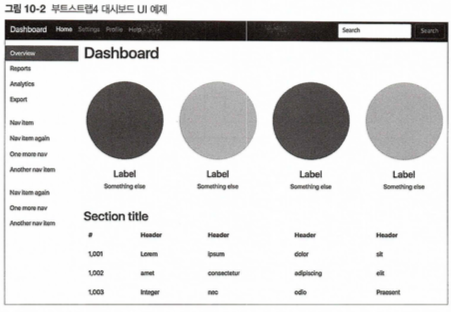 그림 10-2 부트스트랩4 대시보드 UI 예제
Dashboard Home Settings Profile Help Search Search
Overview
Reports
Analytics
Export
Nav item
Nav item again
One more nav
Another nav item
Nav item again
One more nav
Another nav item
Dashboard
Label Label Label Label
Something else Something else Something else Something else
Section title
# Header Header Header Header
1,001 Lorem ipsum dolor sit
1,002 amet consectetur adipiscing elit
1,003 Integer nec odio Praesent